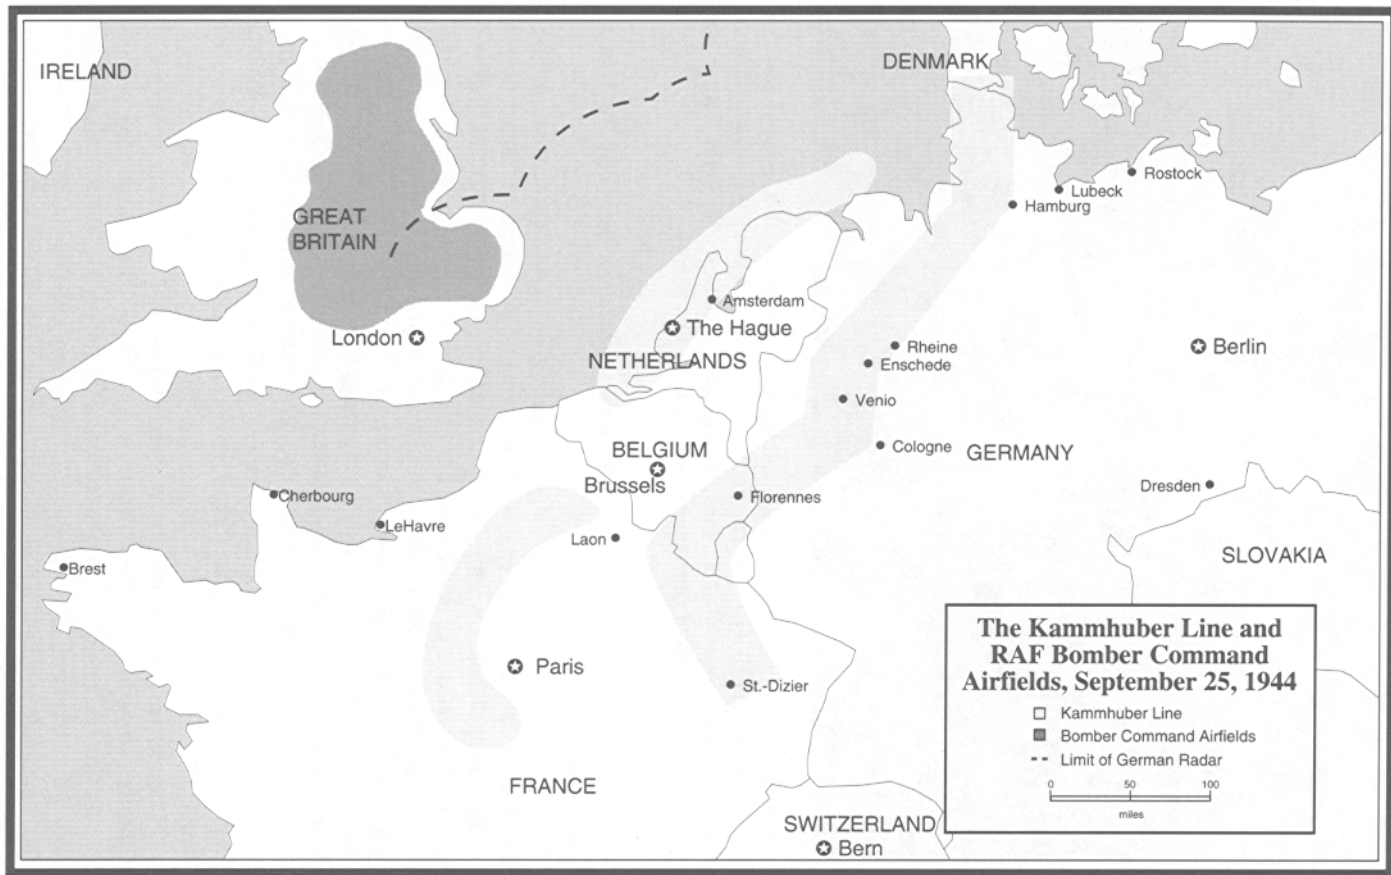 IRELAND
DENMARK
GREAT
BRITAIN
Rostock
Lubeck
Hamburg
Amsterdam
London
The Hague
NETHERLANDS
Rheine
Enschede
Berlin
Venio
BELGIUM
Brussels
Cologne
GERMANY
Cherbourg
Florennes
Dresden
LeHavre
Laon
SLOVAKIA
Brest
Paris
St.-Dizier
FRANCE
SWITZERLAND
Bern
The Kammhuber Line and
RAF Bomber Command
Airfields, September 25, 1944
Kammhuber Line
Bomber Command Airfields
Limit of German Radar
0 50 100
miles